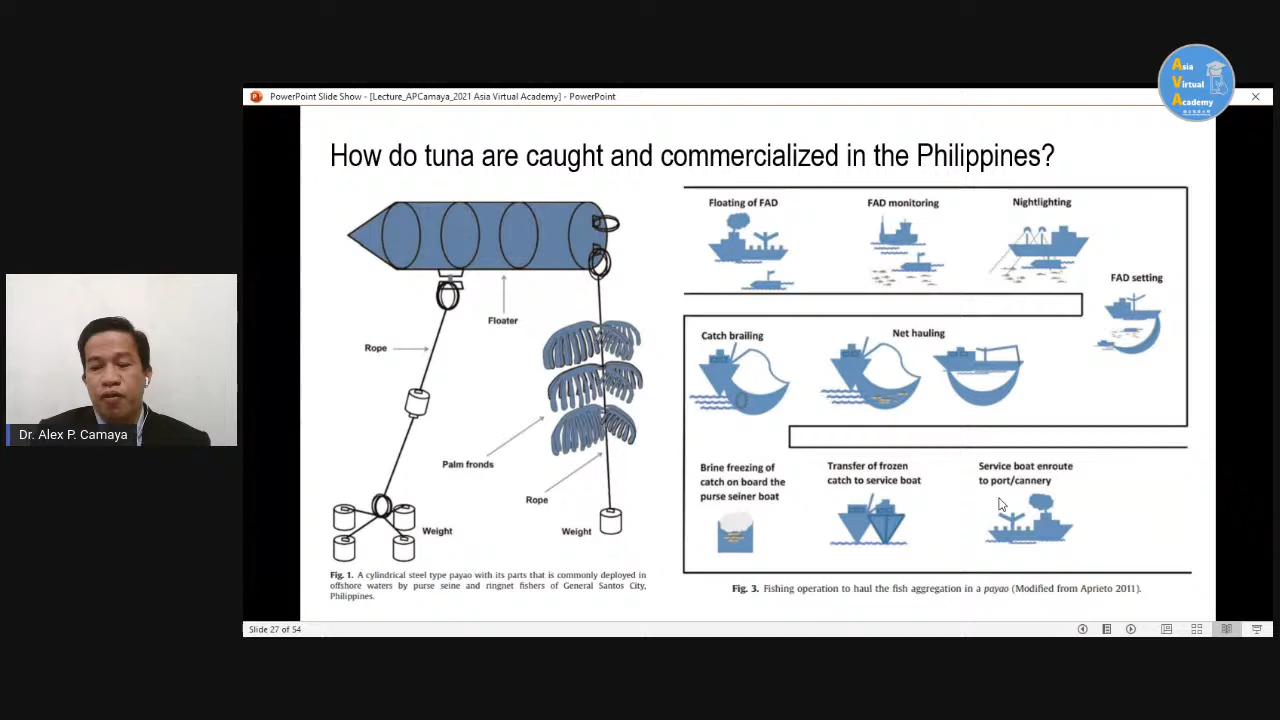 Asia
Virtual
Academy
PowerPoint Slide Show - [Lecture_APCamaya_2021 Asia Virtual Academy] - PowerPoint
How do tuna are caught and commercialized in the Philippines?
Floater
Rope
Palm fronds
Rope
Weight
Weight
Fig. 1. A cylindrical steel type payao with its parts that is commonly deployed in
offshore waters by purse seine and ringnet fishers of General Santos City,
Philippines.
Floating of FAD
FAD monitoring
Nightlighting
FAD setting
Catch brailing
Net hauling
Brine freezing of
catch on board the
purse seiner boat
Transfer of frozen
catch to service boat
Service boat enroute
to port/cannery
Fig. 3. Fishing operation to haul the fish aggregation in a payao (Modified from Aprieto 2011).
Dr. Alex P. Camaya
Slide 27 of 54